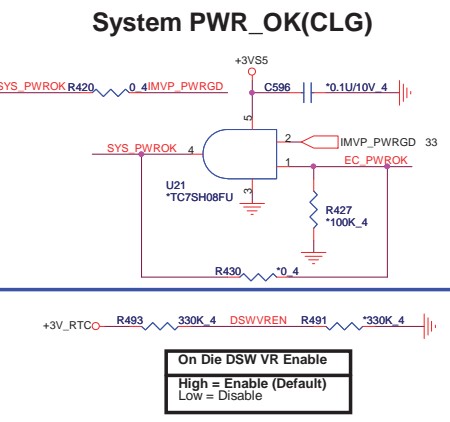 System PWR_OK(CLG)
+3VS5
SYS_PWROK R420 0_4 IMVP_PWRGD
C596 *0.1U/10V_4
5
SYS_PWROK 4
2 IMVP_PWRGD 33
1 EC_PWROK
3
U21
*TC7SH08FU
R427
*100K_4
R430 *0_4
+3V_RTC R493 330K_4 DSWVREN R491 *330K_4
On Die DSW VR Enable
High = Enable (Default)
Low = Disable